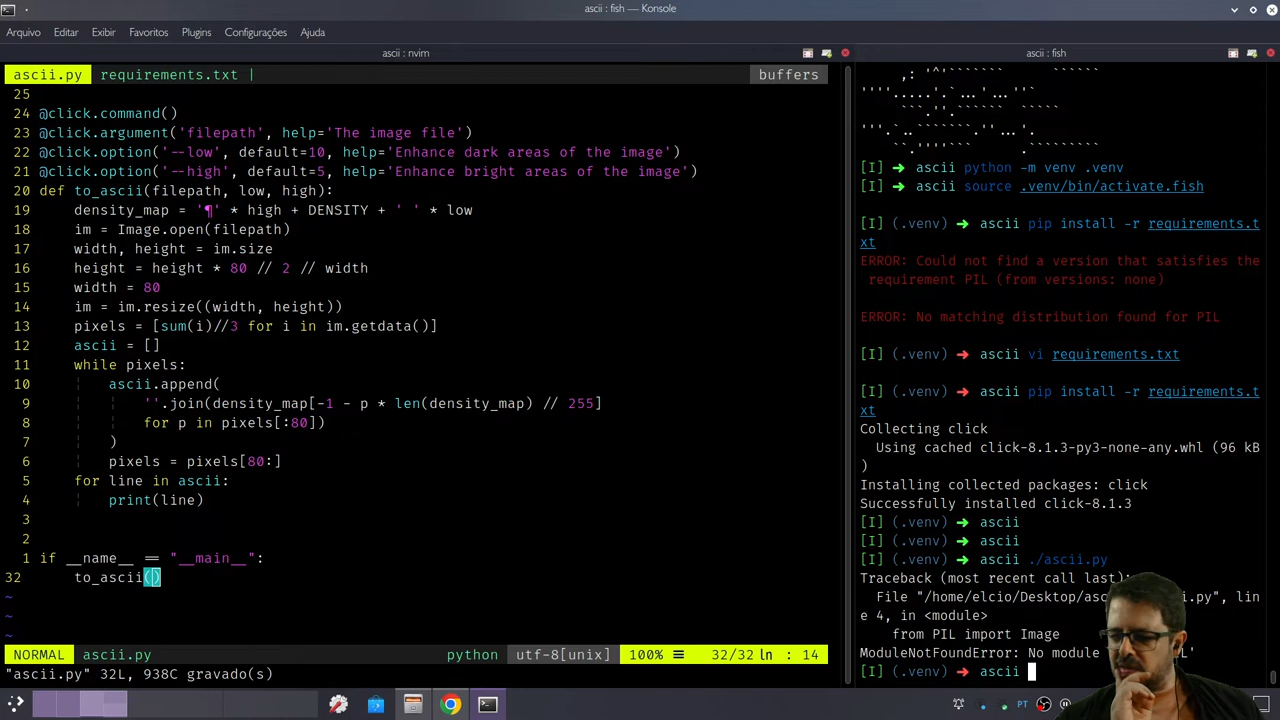 ascii : fish — Konsole
Arquivo Editar Exibir Favoritos Plugins Configurações Ajuda
ascii : nvim
ascii.py requirements.txt | buffers
25
24 @click.command()
23 @click.argument('filepath', help='The image file')
22 @click.option('--low', default=10, help='Enhance dark areas of the image')
21 @click.option('--high', default=5, help='Enhance bright areas of the image')
20 def to_ascii(filepath, low, high):
19 density_map = '¶' * high + DENSITY + ' ' * low
18 im = Image.open(filepath)
17 width, height = im.size
16 height = height * 80 // 2 // width
15 width = 80
14 im = im.resize((width, height))
13 pixels = [sum(i)//3 for i in im.getdata()]
12 ascii = []
11 while pixels:
10 ascii.append(
9 ''.join(density_map[-1 - p * len(density_map) // 255]
8 for p in pixels[:80])
7 )
6 pixels = pixels[80:]
5 for line in ascii:
4 print(line)
3
2
1 if __name__ == "__main__":
32 to_ascii()
~
~
~
NORMAL ascii.py python utf-8[unix] 100% ☰ 32/32 ln : 14
"ascii.py" 32L, 938C gravado(s)
ascii : fish
[I] ➜ ascii python -m venv .venv
[I] ➜ ascii source .venv/bin/activate.fish
[I] (.venv) ➜ ascii pip install -r requirements.t
xt
ERROR: Could not find a version that satisfies the
requirement PIL (from versions: none)
ERROR: No matching distribution found for PIL
[I] (.venv) ➜ ascii vi requirements.txt
[I] (.venv) ➜ ascii pip install -r requirements.t
xt
Collecting click
Using cached click-8.1.3-py3-none-any.whl (96 kB
)
Installing collected packages: click
Successfully installed click-8.1.3
[I] (.venv) ➜ ascii
[I] (.venv) ➜ ascii
[I] (.venv) ➜ ascii ./ascii.py
Traceback (most recent call last):
File "/home/elcio/Desktop/asc i.py", lin
e 4, in <module>
from PIL import Image
ModuleNotFoundError: No module
[I] (.venv) ➜ ascii
PT